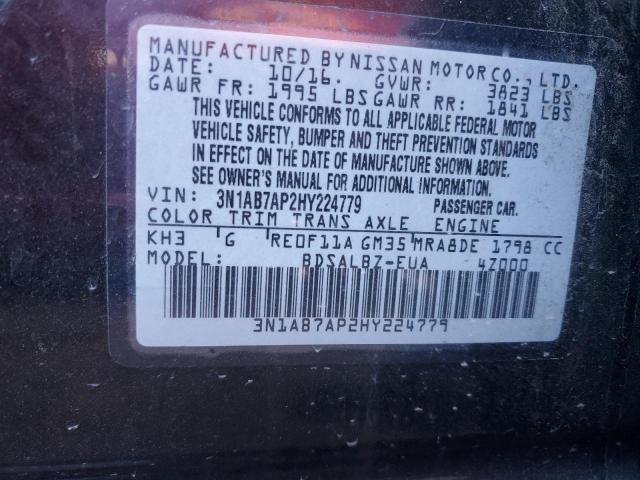 MANUFACTURED BY NISSAN MOTOR CO., LTD.
DATE: 10/16. GVWR: 3823 LBS
GAWR FR: 1995 LBS GAWR RR: 1841 LBS
THIS VEHICLE CONFORMS TO ALL APPLICABLE FEDERAL MOTOR
VEHICLE SAFETY, BUMPER AND THEFT PREVENTION STANDARDS
IN EFFECT ON THE DATE OF MANUFACTURE SHOWN ABOVE.
SEE OWNER'S MANUAL FOR ADDITIONAL INFORMATION.
VIN: 3N1AB7AP2HY224779 PASSENGER CAR.
COLOR TRIM TRANS AXLE ENGINE
KH3 G RE0F11A GM35 MRA8DE 1798 CC
MODEL: BDSALBZ-EUA 4Z000
3N1AB7AP2HY224779